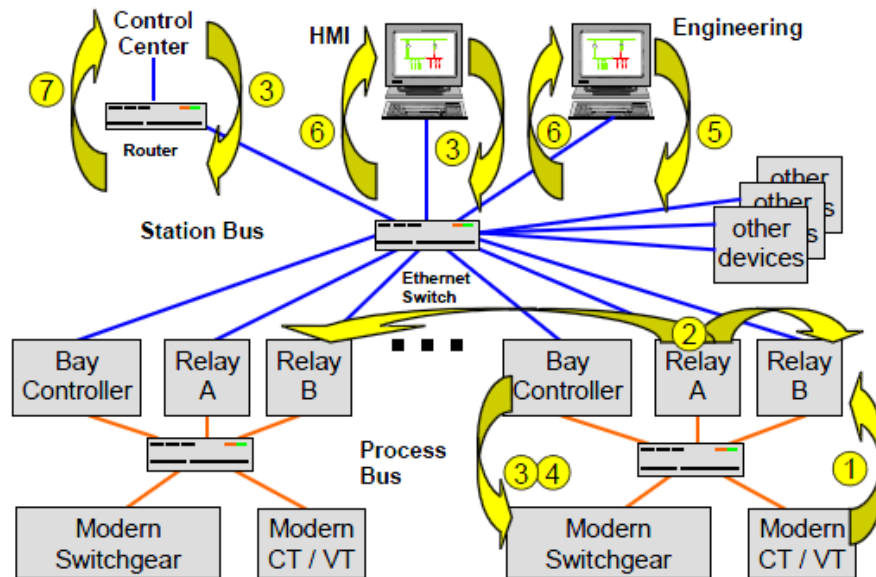 Control
Center
HMI
Engineering
7
3
6
3
6
5
Router
other
other
s
other
devices
Station Bus
Ethernet
Switch
2
Bay
Controller
Relay
A
Relay
B
Bay
Controller
Relay
A
Relay
B
Process
Bus
3
4
1
Modern
Switchgear
Modern
CT / VT
Modern
Switchgear
Modern
CT / VT